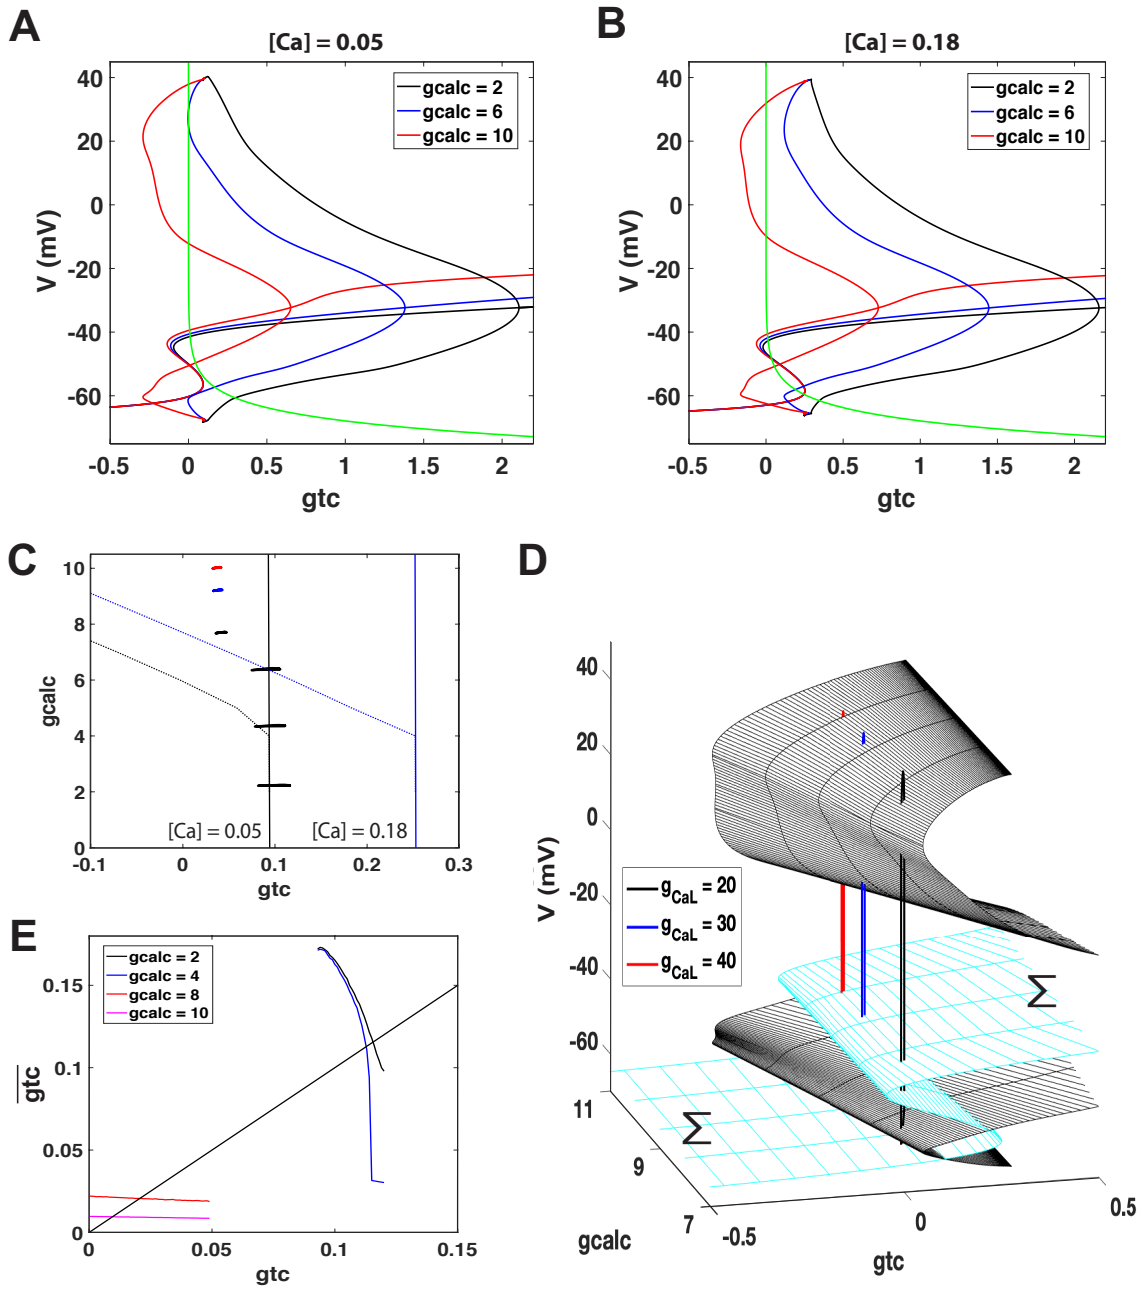 A
[Ca] = 0.05
40
20
0
-20
-40
-60
V (mV)
gcalc = 2
gcalc = 6
gcalc = 10
-0.5
0
0.5
1
1.5
2
gtc
B
[Ca] = 0.18
40
20
0
-20
-40
-60
V (mV)
gcalc = 2
gcalc = 6
gcalc = 10
-0.5
0
0.5
1
1.5
2
gtc
C
10
8
6
4
2
0
gcalc
[Ca] = 0.05
[Ca] = 0.18
-0.1
0
0.1
0.2
0.3
gtc
D
40
20
0
-20
-40
-60
V (mV)
g_CaL = 20
g_CaL = 30
g_CaL = 40
Σ
Σ
11
9
7
gcalc
-0.5
0
0.5
gtc
E
0.15
0.1
0.05
0
g̅t̅c̅
gcalc = 2
gcalc = 4
gcalc = 8
gcalc = 10
0
0.05
0.1
0.15
gtc